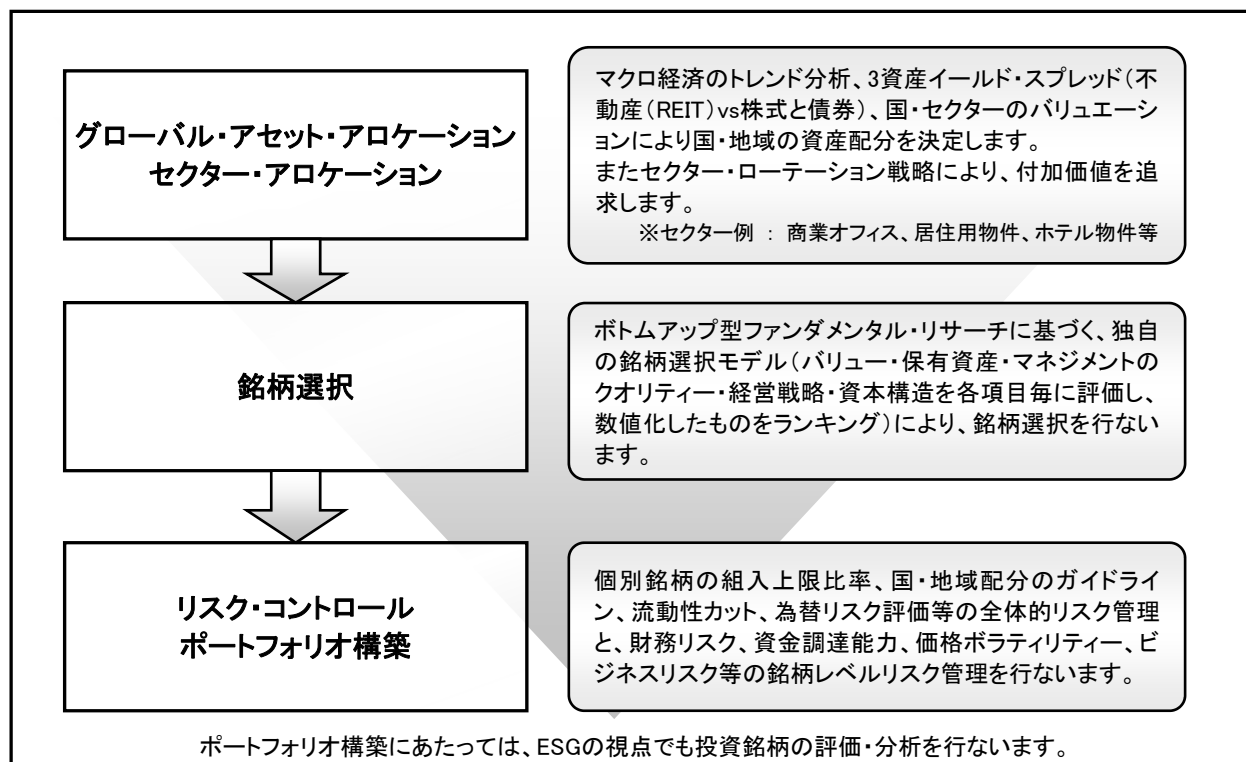 グローバル・アセット・アロケーション
セクター・アロケーション
マクロ経済のトレンド分析、3資産イールド・スプレッド（不
動産（REIT）vs株式と債券）、国・セクターのバリュエーシ
ョンにより国・地域の資産配分を決定します。
またセクター・ローテーション戦略により、付加価値を追
求します。
※セクター例 ： 商業オフィス、居住用物件、ホテル物件等
銘柄選択
ボトムアップ型ファンダメンタル・リサーチに基づく、独自
の銘柄選択モデル（バリュー・保有資産・マネジメントの
クオリティー・経営戦略・資本構造を各項目毎に評価し、
数値化したものをランキング）により、銘柄選択を行ない
ます。
リスク・コントロール
ポートフォリオ構築
個別銘柄の組入上限比率、国・地域配分のガイドライ
ン、流動性カット、為替リスク評価等の全体的リスク管理
と、財務リスク、資金調達能力、価格ボラティリティー、ビ
ジネスリスク等の銘柄レベルリスク管理を行ないます。
ポートフォリオ構築にあたっては、ESGの視点でも投資銘柄の評価・分析を行ないます。